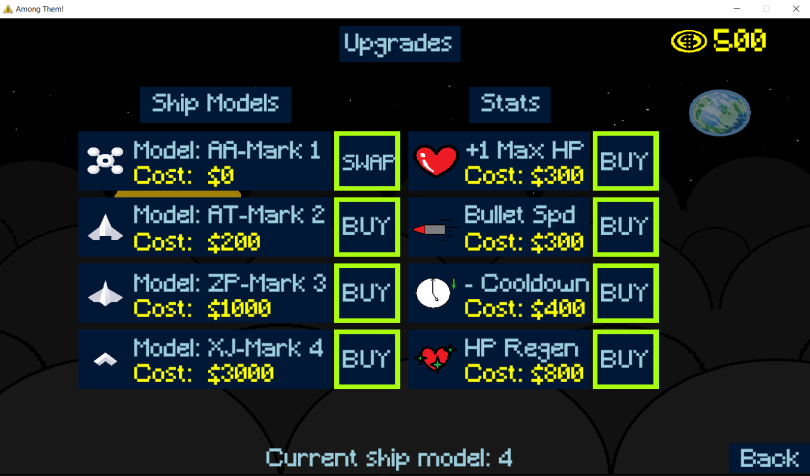 Among Them!
Upgrades
500
Ship Models
Stats
Model: AA-Mark 1
Cost: $0
SWAP
+1 Max HP
Cost: $300
BUY
Model: AT-Mark 2
Cost: $200
BUY
Bullet Spd
Cost: $300
BUY
Model: ZP-Mark 3
Cost: $1000
BUY
- Cooldown
Cost: $400
BUY
Model: XJ-Mark 4
Cost: $3000
BUY
HP Regen
Cost: $800
BUY
Current ship model: 4
Back